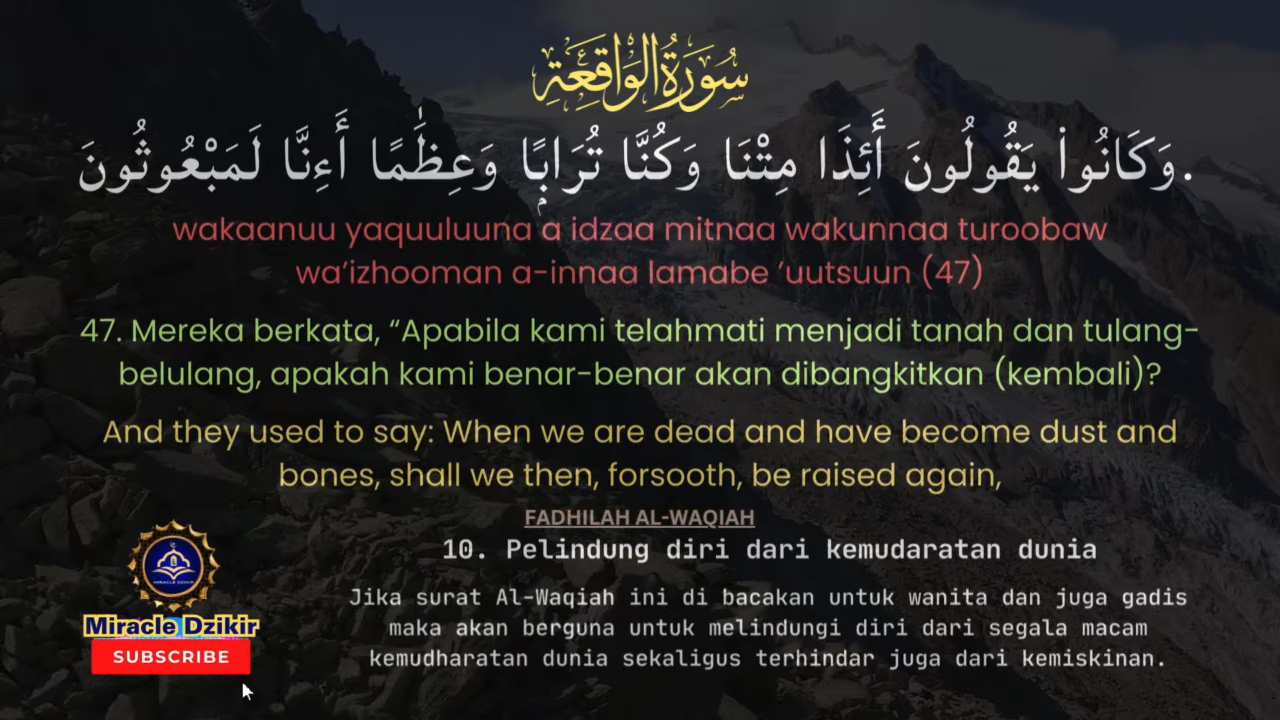 سُورَةُ الْوَاقِعَةِ
وَكَانُوا۟ يَقُولُونَ أَئِذَا مِتْنَا وَكُنَّا تُرَابًۭا وَعِظَٰمًا أَءِنَّا لَمَبْعُوثُونَ.
wakaanuu yaquuluuna a idzaa mitnaa wakunnaa turoobaw
wa’izhooman a-innaa lamabe ’uutsuun (47)
47. Mereka berkata, “Apabila kami telahmati menjadi tanah dan tulang-
belulang, apakah kami benar-benar akan dibangkitkan (kembali)?
And they used to say: When we are dead and have become dust and
bones, shall we then, forsooth, be raised again,
FADHILAH AL-WAQIAH
10. Pelindung diri dari kemudaratan dunia
Jika surat Al-Waqiah ini di bacakan untuk wanita dan juga gadis
maka akan berguna untuk melindungi diri dari segala macam
kemudharatan dunia sekaligus terhindar juga dari kemiskinan.
MIRACLE DZIKIR
Miracle Dzikir
SUBSCRIBE